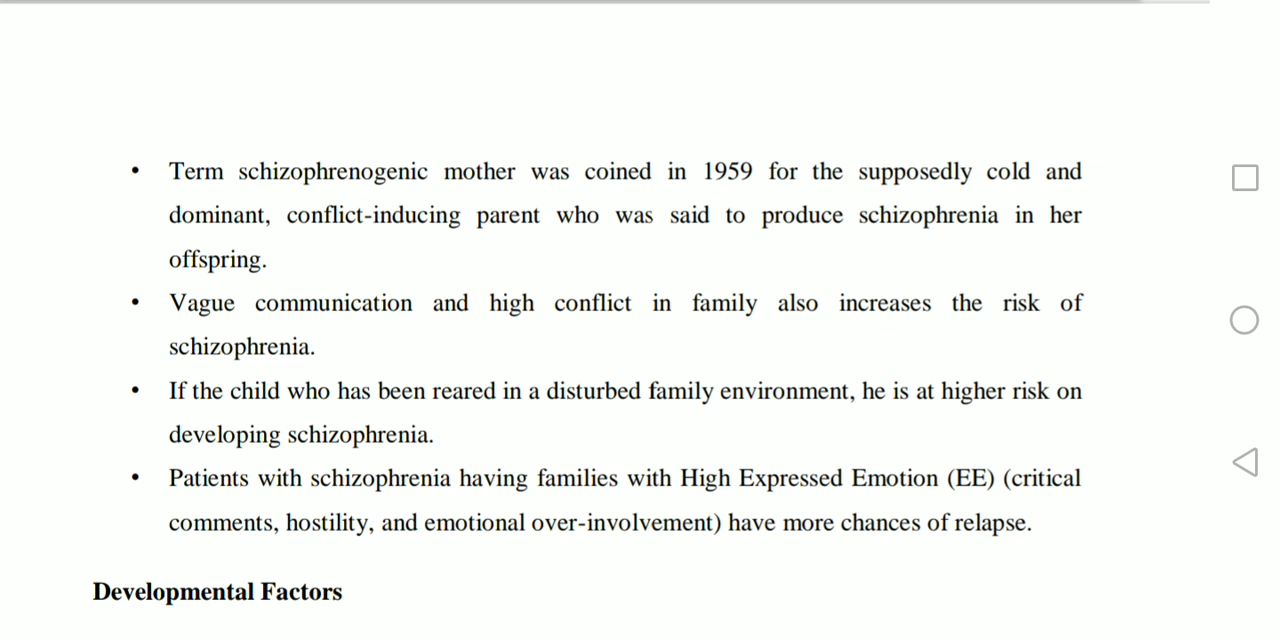 • Term schizophrenogenic mother was coined in 1959 for the supposedly cold and
dominant, conflict-inducing parent who was said to produce schizophrenia in her
offspring.
• Vague communication and high conflict in family also increases the risk of
schizophrenia.
• If the child who has been reared in a disturbed family environment, he is at higher risk on
developing schizophrenia.
• Patients with schizophrenia having families with High Expressed Emotion (EE) (critical
comments, hostility, and emotional over-involvement) have more chances of relapse.
Developmental Factors